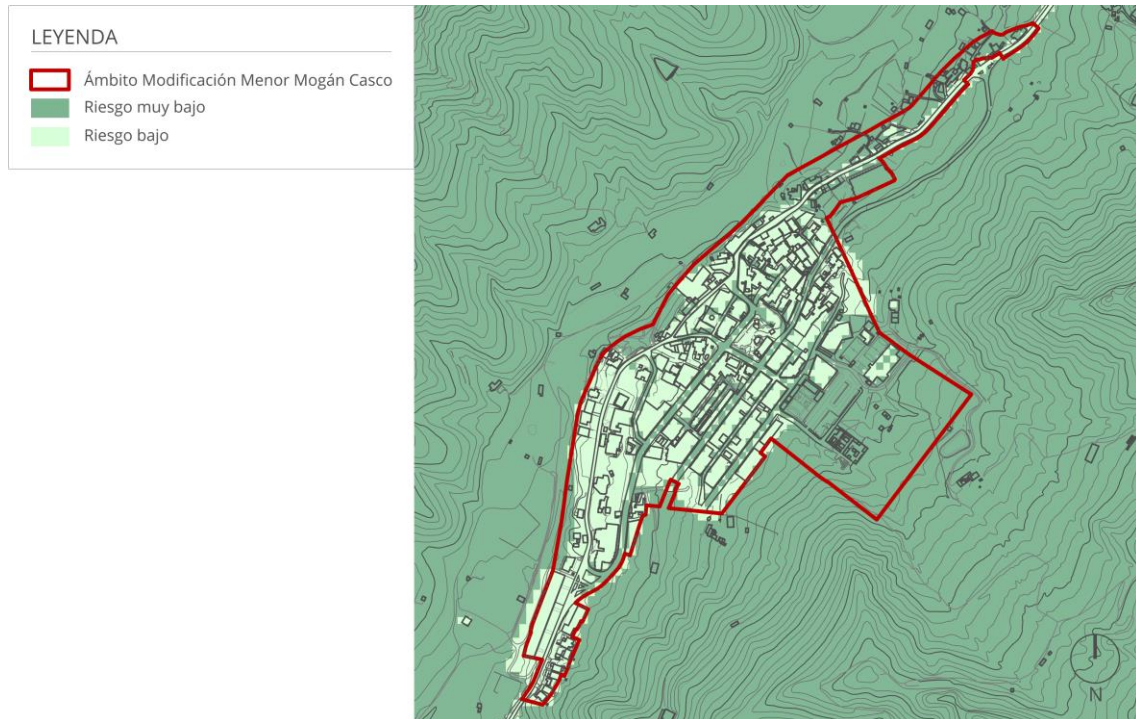 LEYENDA
Ámbito Modificación Menor Mogán Casco
Riesgo muy bajo
Riesgo bajo
N